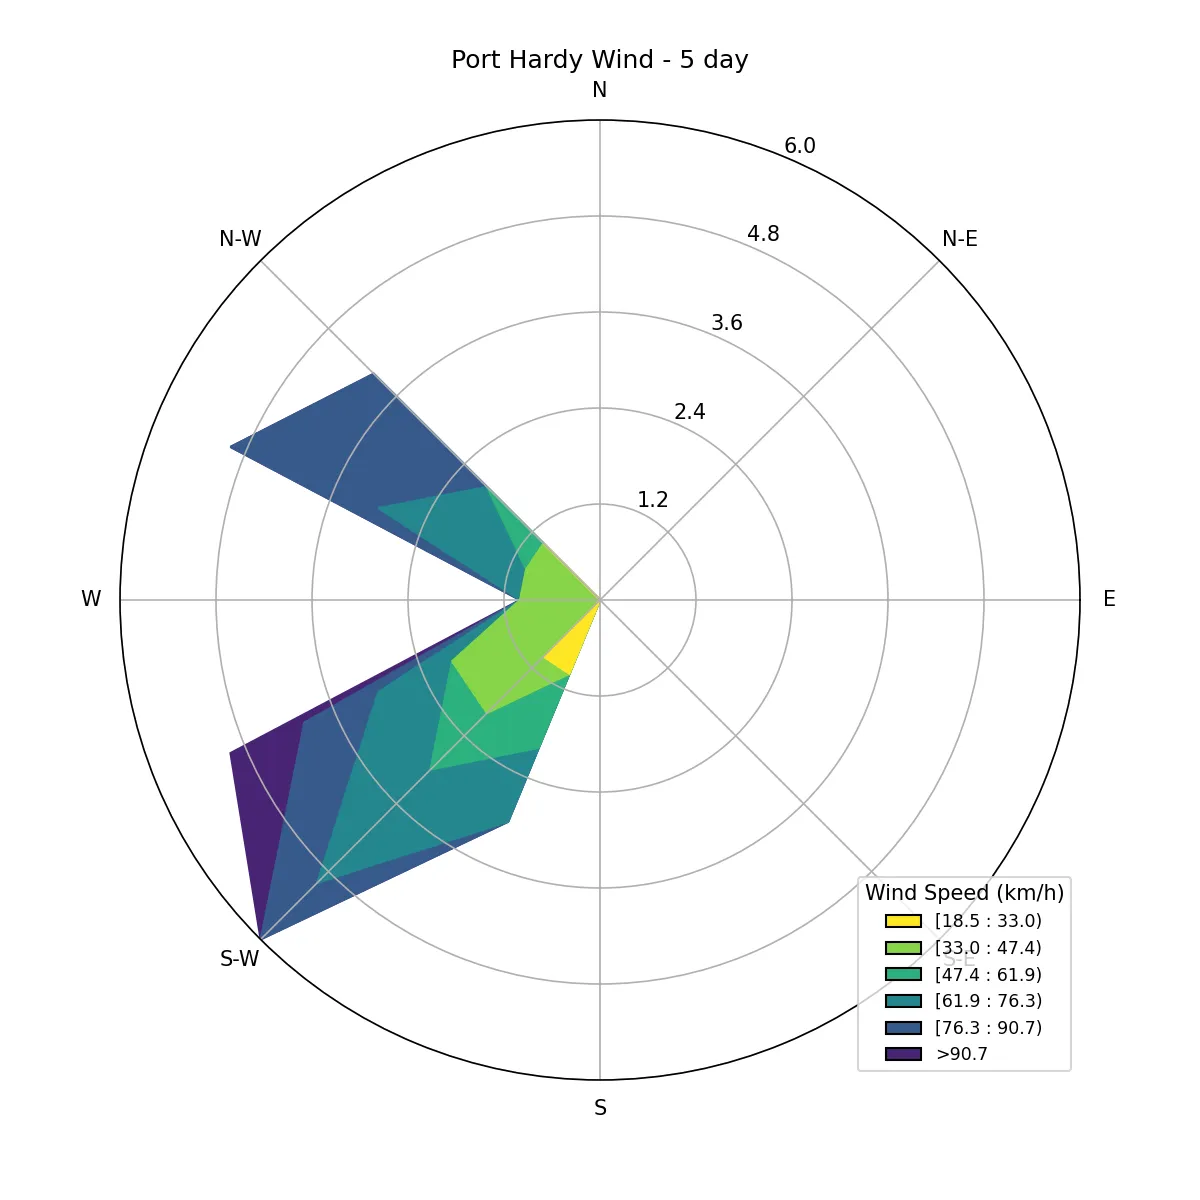 Port Hardy Wind - 5 day
N
6.0
N-W
4.8
N-E
3.6
2.4
1.2
W
E
S-W
S-E
S
Wind Speed (km/h)
[18.5 : 33.0)
[33.0 : 47.4)
[47.4 : 61.9)
[61.9 : 76.3)
[76.3 : 90.7)
>90.7